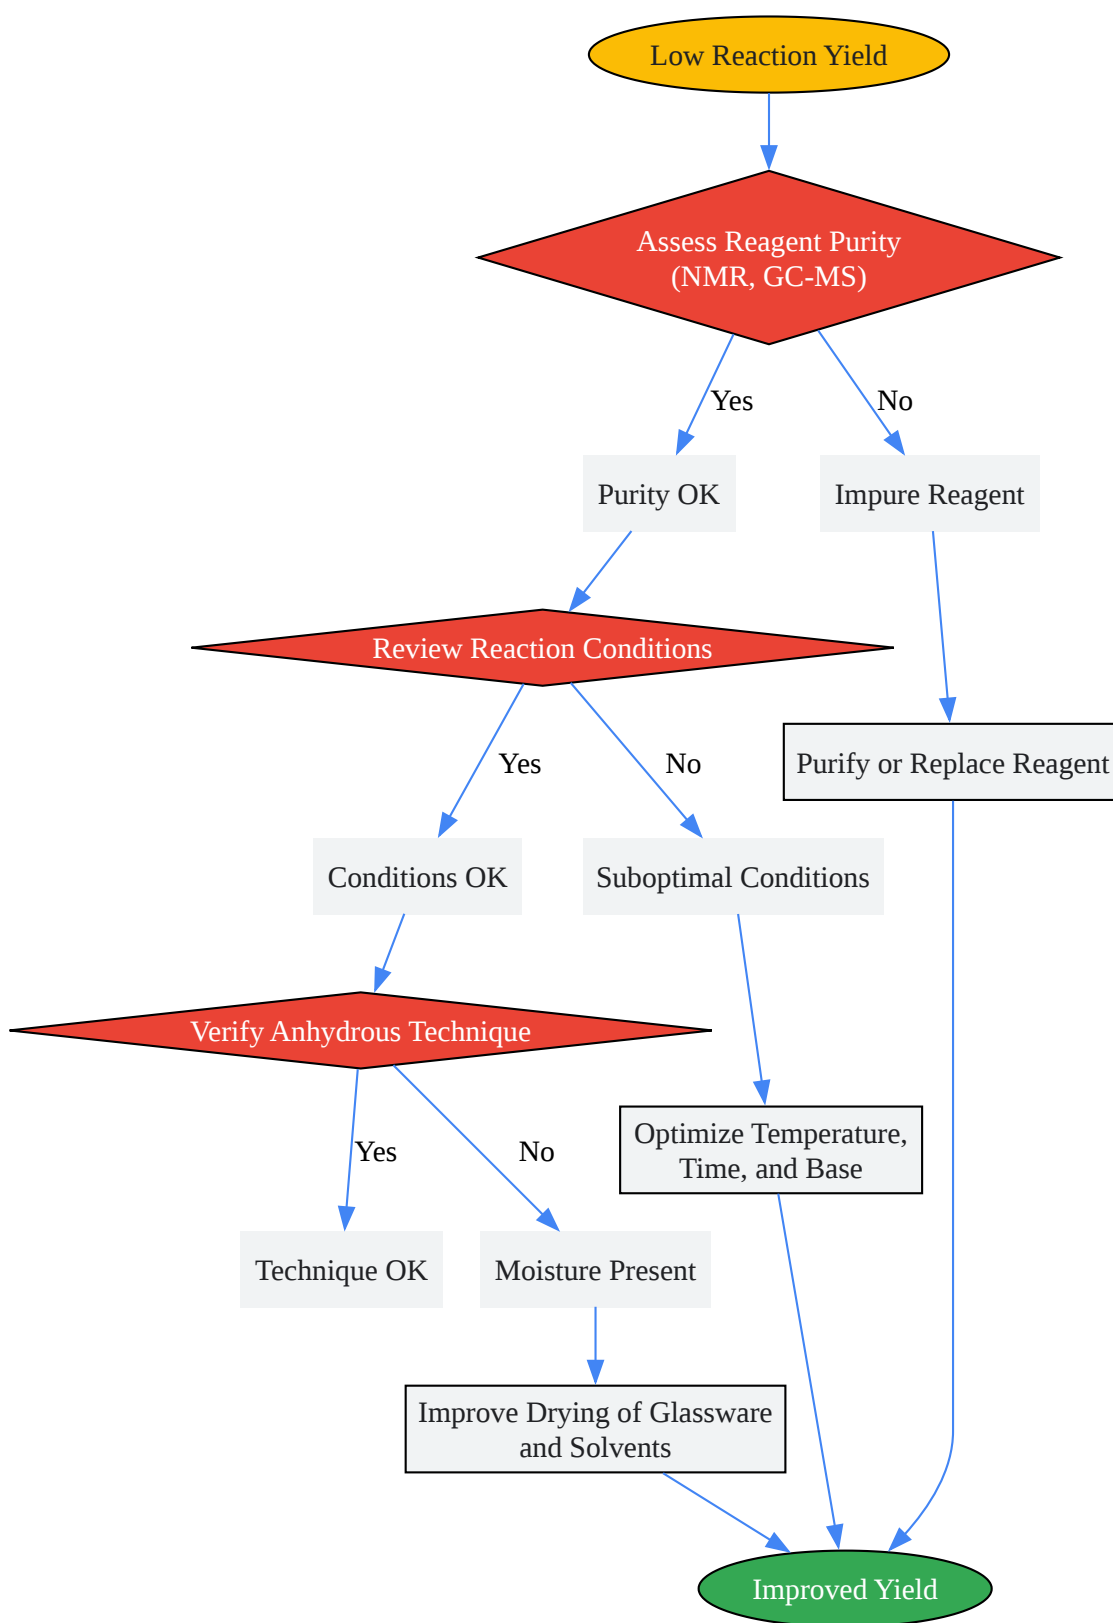 Low Reaction Yield
Assess Reagent Purity
(NMR, GC-MS)
Yes
No
Purity OK
Impure Reagent
Review Reaction Conditions
Yes
No
Purify or Replace Reagent
Conditions OK
Suboptimal Conditions
Verify Anhydrous Technique
Optimize Temperature,
Time, and Base
Yes
No
Technique OK
Moisture Present
Improve Drying of Glassware
and Solvents
Improved Yield